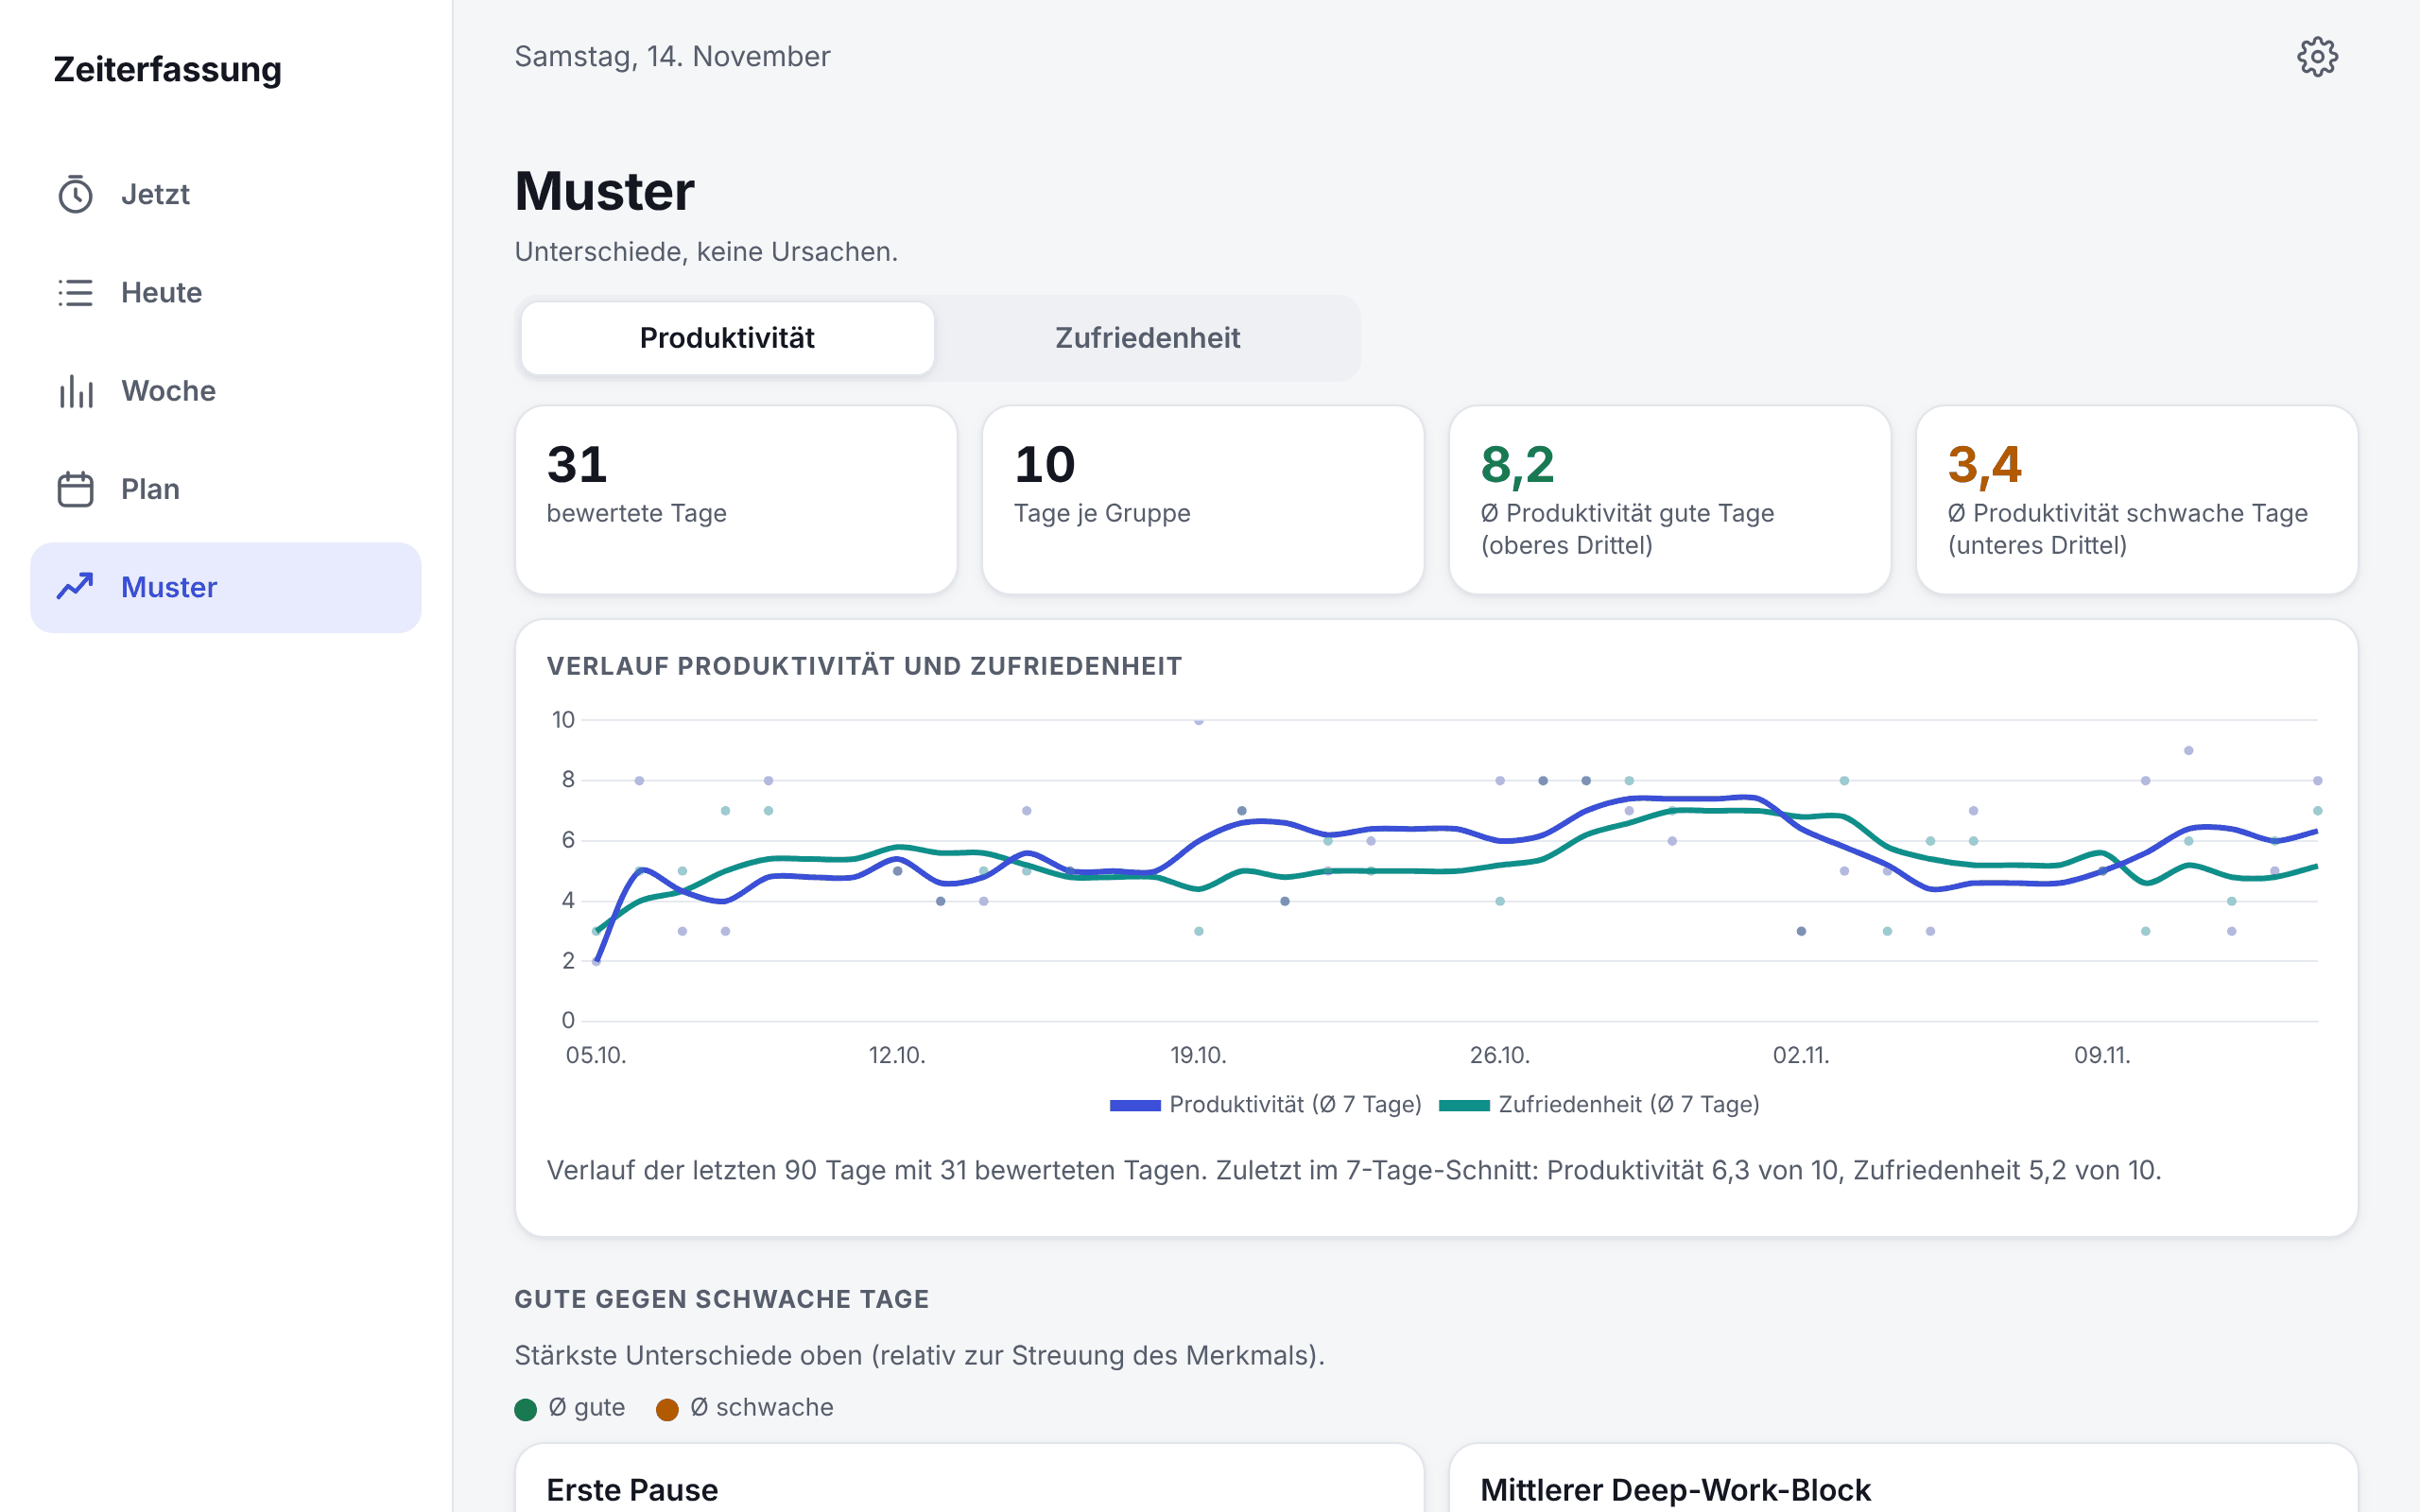 Zeiterfassung
Jetzt
Heute
Woche
Plan
Muster
Samstag, 14. November
Muster
Unterschiede, keine Ursachen.
Produktivität
Zufriedenheit
31
bewertete Tage
10
Tage je Gruppe
8,2
Ø Produktivität gute Tage
(oberes Drittel)
3,4
Ø Produktivität schwache Tage
(unteres Drittel)
VERLAUF PRODUKTIVITÄT UND ZUFRIEDENHEIT
10
8
6
4
2
0
05.10.
12.10.
19.10.
26.10.
02.11.
09.11.
Produktivität (Ø 7 Tage)
Zufriedenheit (Ø 7 Tage)
Verlauf der letzten 90 Tage mit 31 bewerteten Tagen. Zuletzt im 7-Tage-Schnitt: Produktivität 6,3 von 10, Zufriedenheit 5,2 von 10.
GUTE GEGEN SCHWACHE TAGE
Stärkste Unterschiede oben (relativ zur Streuung des Merkmals).
Ø gute
Ø schwache
Erste Pause
Mittlerer Deep-Work-Block